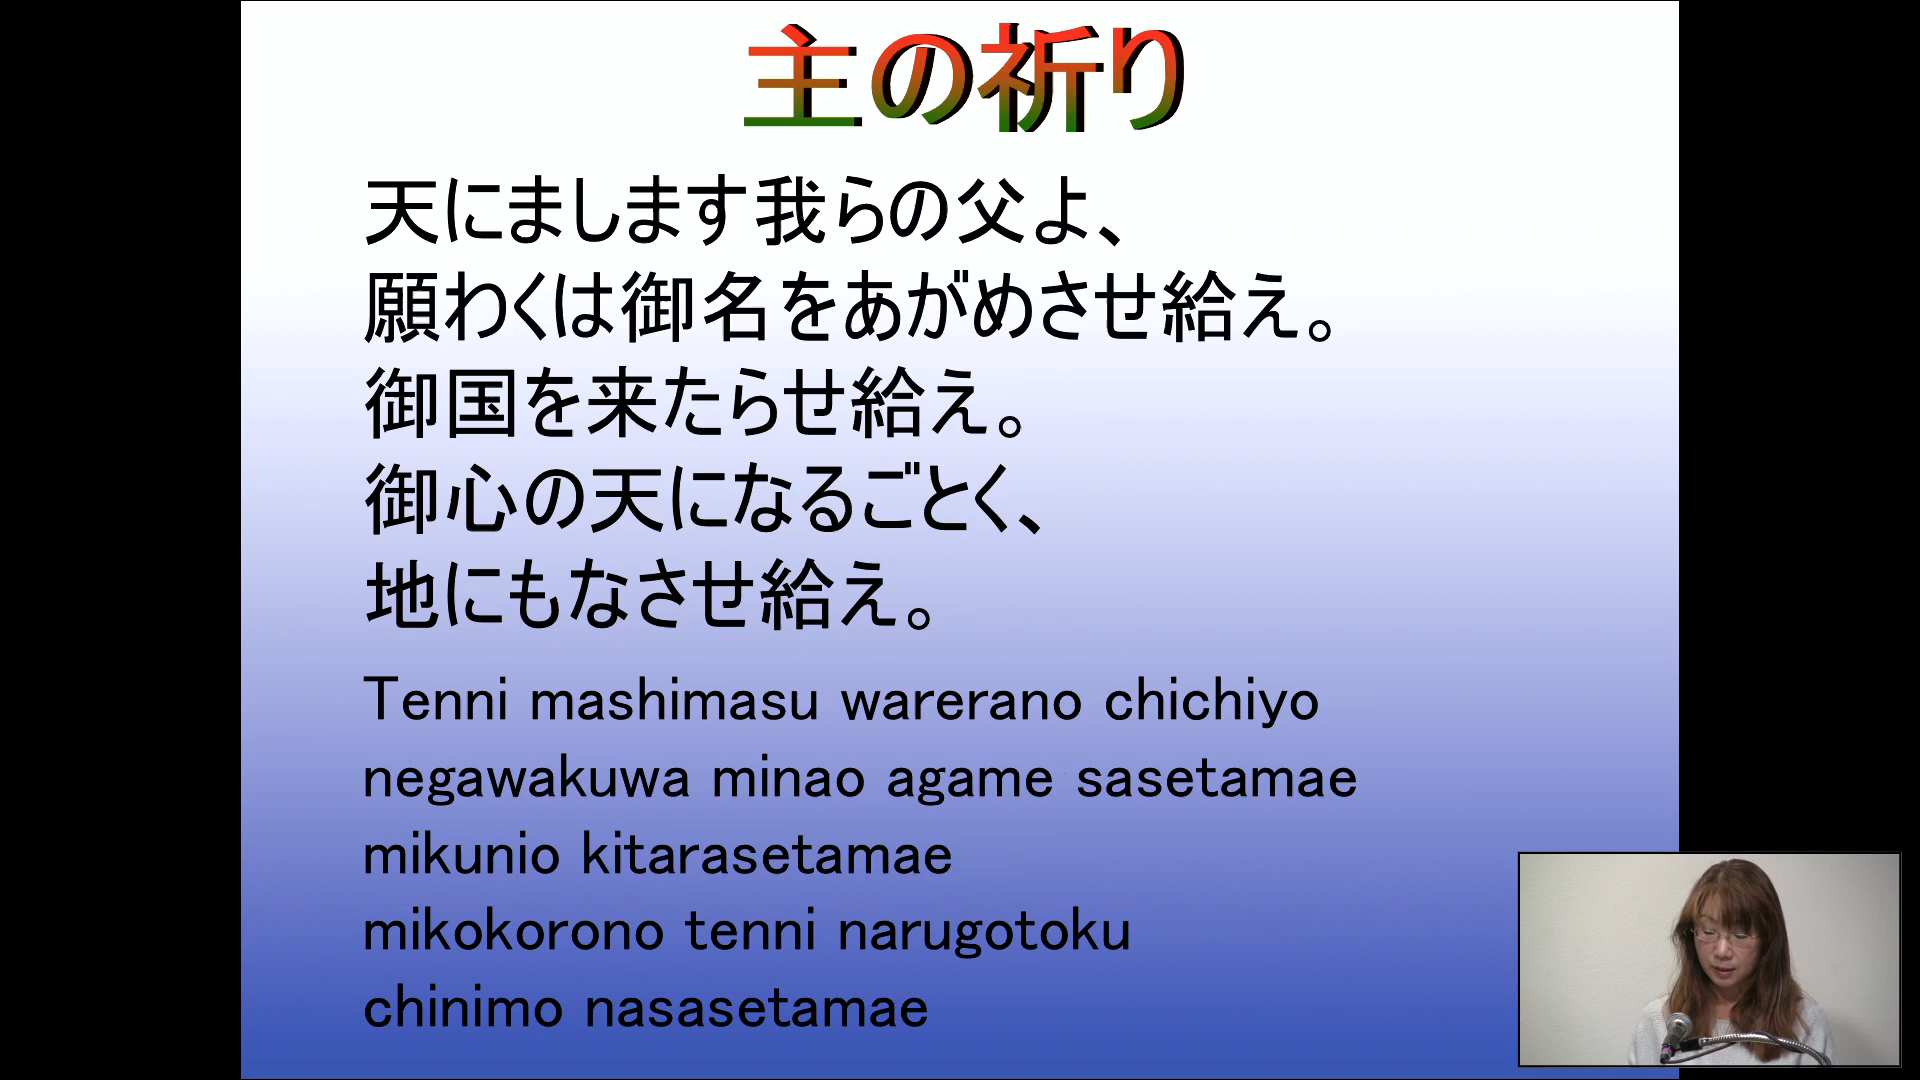 主の祈り
天にまします我らの父よ、
願わくは御名をあがめさせ給え。
御国を来たらせ給え。
御心の天になるごとく、
地にもなさせ給え。
Tenni mashimasu warerano chichiyo
negawakuwa minao agame sasetamae
mikunio kitarasetamae
mikokorono tenni narugotoku
chinimo nasasetamae